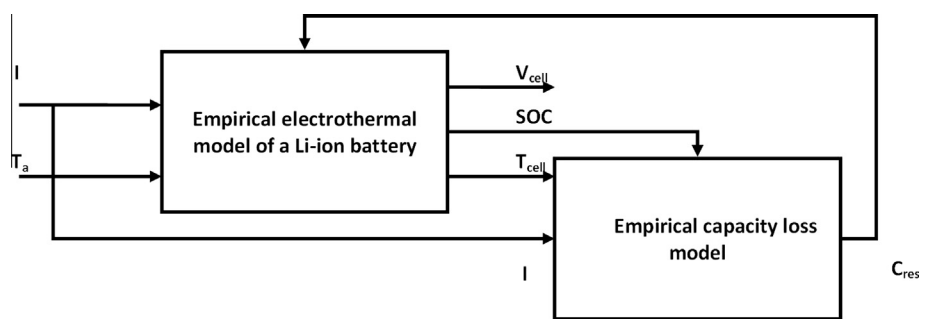 I
Empirical electrothermal
model of a Li-ion battery
Vcell
SOC
Ta
Tcell
Empirical capacity loss
model
I
Cres